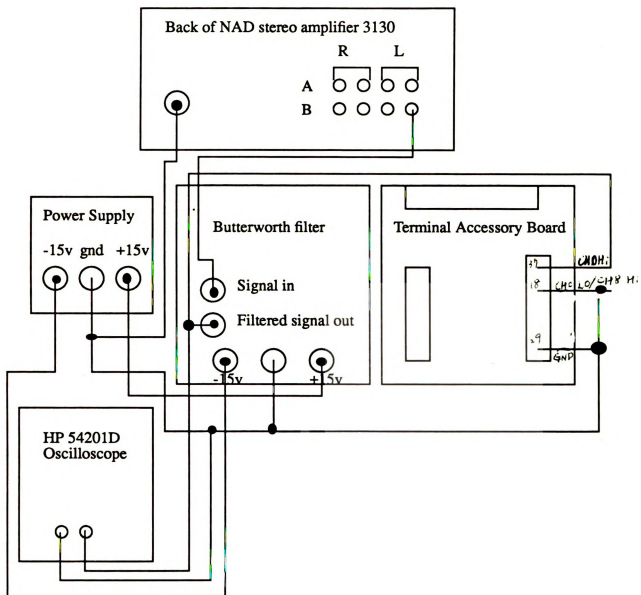 Back of NAD stereo amplifier 3130
R L
A
B
Power Supply
-15v gnd +15v
Butterworth filter
Signal in
Filtered signal out
-15v +15v
Terminal Accessory Board
37 CH0Hi
18 CH0 LO/CH8 Hi
29 GND
HP 54201D
Oscilloscope